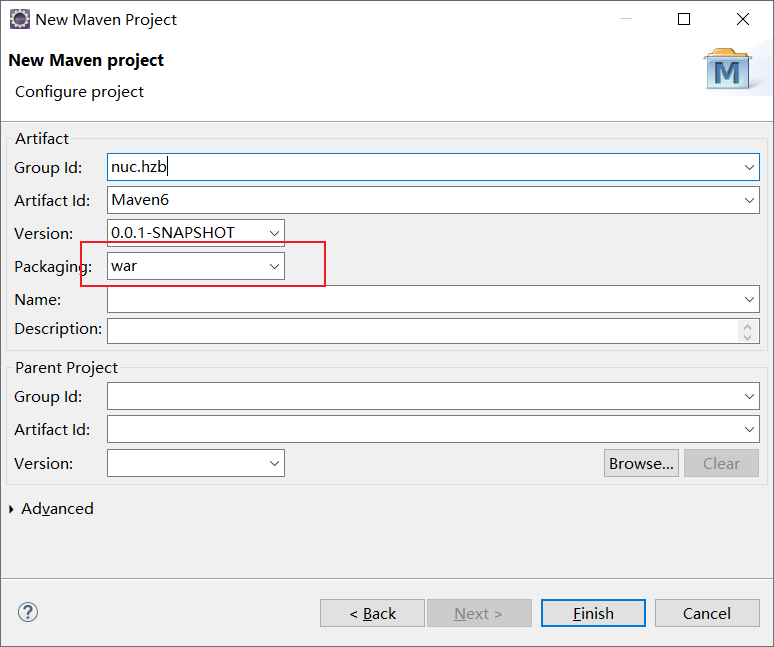 New Maven Project
New Maven project
Configure project
M
Artifact
Group Id: nuc.hzb
Artifact Id: Maven6
Version: 0.0.1-SNAPSHOT
Packaging: war
Name:
Description:
Parent Project
Group Id:
Artifact Id:
Version: Browse... Clear
Advanced
? < Back Next > Finish Cancel